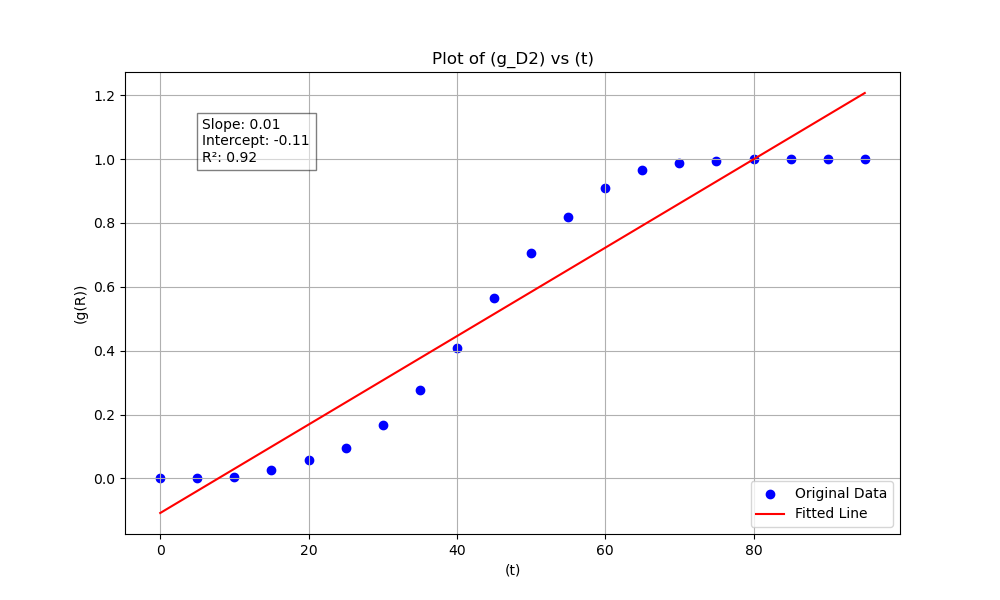 Plot of (g_D2) vs (t)
1.2
1.0
0.8
0.6
0.4
0.2
0.0
(g(R))
Slope: 0.01
Intercept: -0.11
R²: 0.92
Original Data
Fitted Line
0 20 40 60 80
(t)